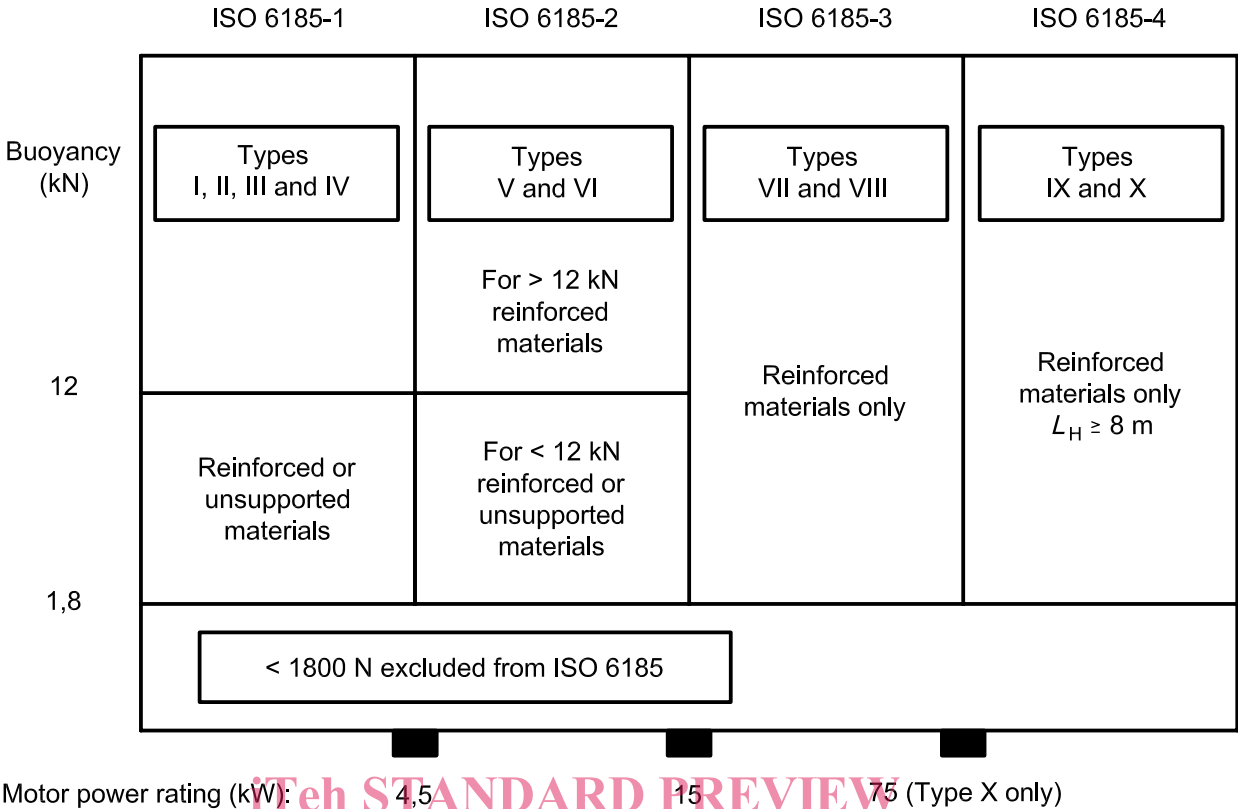 ISO 6185-1 ISO 6185-2 ISO 6185-3 ISO 6185-4
Buoyancy
(kN)
Types
I, II, III and IV
Types
V and VI
Types
VII and VIII
Types
IX and X
For > 12 kN
reinforced
materials
12
Reinforced
materials only
Reinforced
materials only
L_H ≥ 8 m
Reinforced or
unsupported
materials
For < 12 kN
reinforced or
unsupported
materials
1,8
< 1800 N excluded from ISO 6185
Motor power rating (kW): 4,5 15 75 (Type X only)
iTeh STANDARD PREVIEW